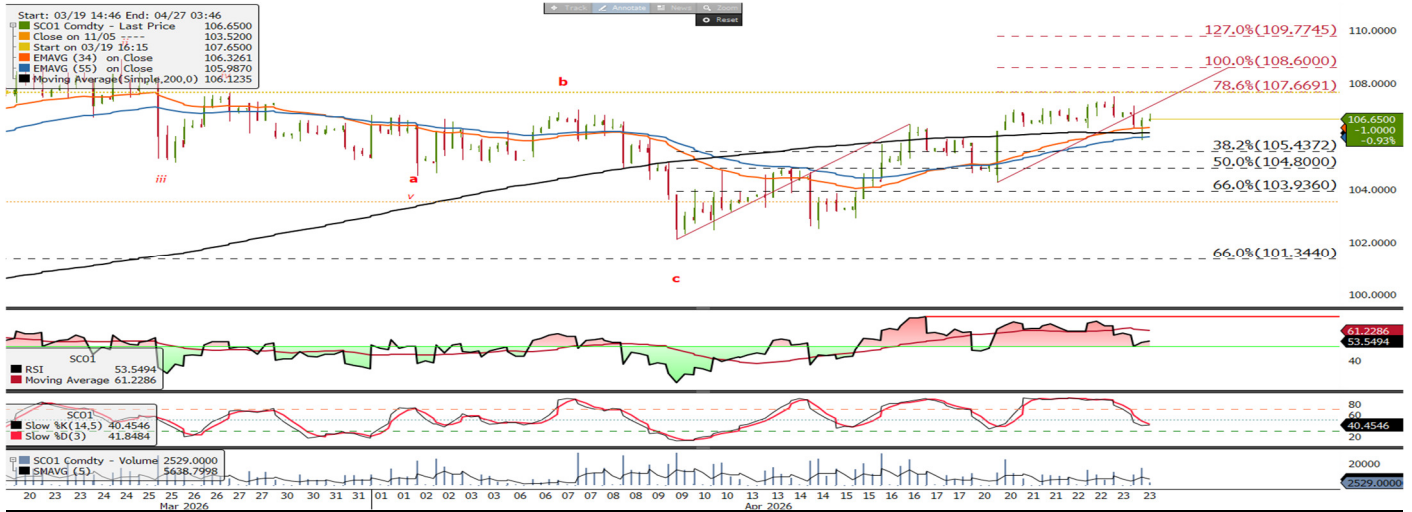 Track Annotate News Zoom
Reset
Start: 03/19 14:46 End: 04/27 03:46
SCO1 Comdty - Last Price 106.6500
Close on 11/05 ---- 103.5200
Start on 03/19 16:15 107.6500
EMAVG (34) on Close 106.3261
EMAVG (55) on Close 105.9870
Moving Average(Simple,200,0) 106.1235
127.0%(109.7745)
100.0%(108.6000)
78.6%(107.6691)
38.2%(105.4372)
50.0%(104.8000)
66.0%(103.9360)
66.0%(101.3440)
110.0000
108.0000
106.6500
-1.0000
-0.93%
104.0000
102.0000
100.0000
iii
a
v
b
c
SCO1
RSI 53.5494
Moving Average 61.2286
61.2286
53.5494
40
SCO1
Slow %K(14,5) 40.4546
Slow %D(3) 41.8484
80
60
40.4546
20
SCO1 Comdty - Volume 2529.0000
SMAVG (5) 5638.7998
20000
2529.0000
20 23 23 24 24 25 25 26 26 27 27 30 30 31 31 01 01 02 02 03 03 06 06 07 07 08 08 09 09 10 10 13 13 14 14 15 15 16 16 17 17 20 20 21 21 22 22 23 23
Mar 2026 Apr 2026